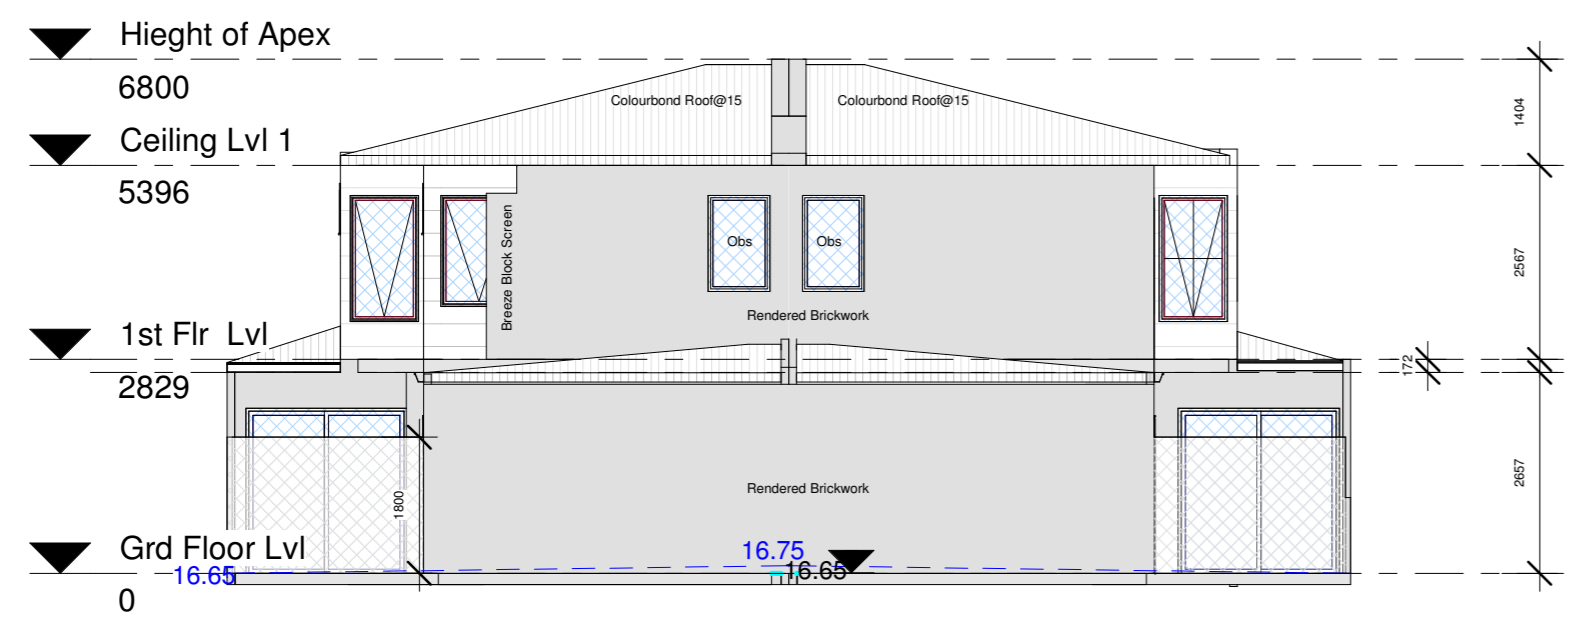 Hieght of Apex
6800
Colourbond Roof@15
Colourbond Roof@15
1404
Ceiling Lvl 1
5396
Breeze Block Screen
Obs
Obs
2567
Rendered Brickwork
1st Flr Lvl
2829
172
2657
Rendered Brickwork
1800
Grd Floor Lvl
16.75
16.65
16.65
0